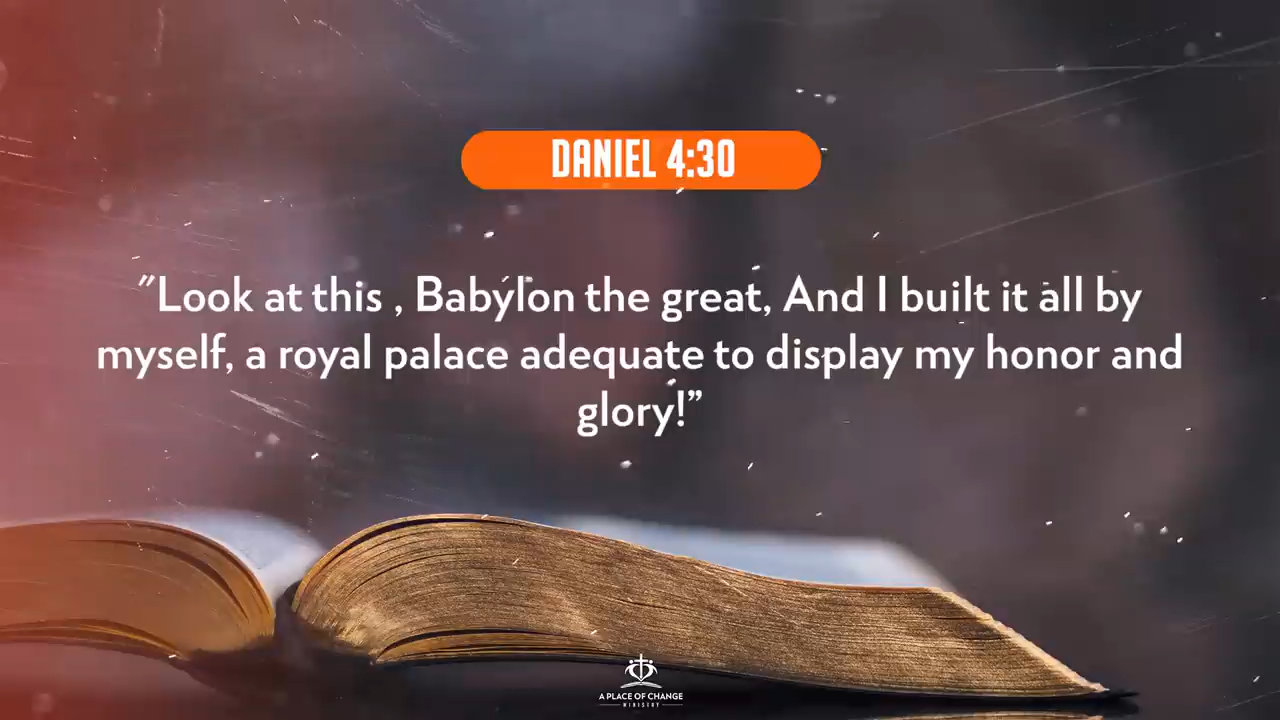 DANIEL 4:30
"Look at this , Babylon the great, And I built it all by
myself, a royal palace adequate to display my honor and
glory!”
A PLACE OF CHANGE
MINISTRY